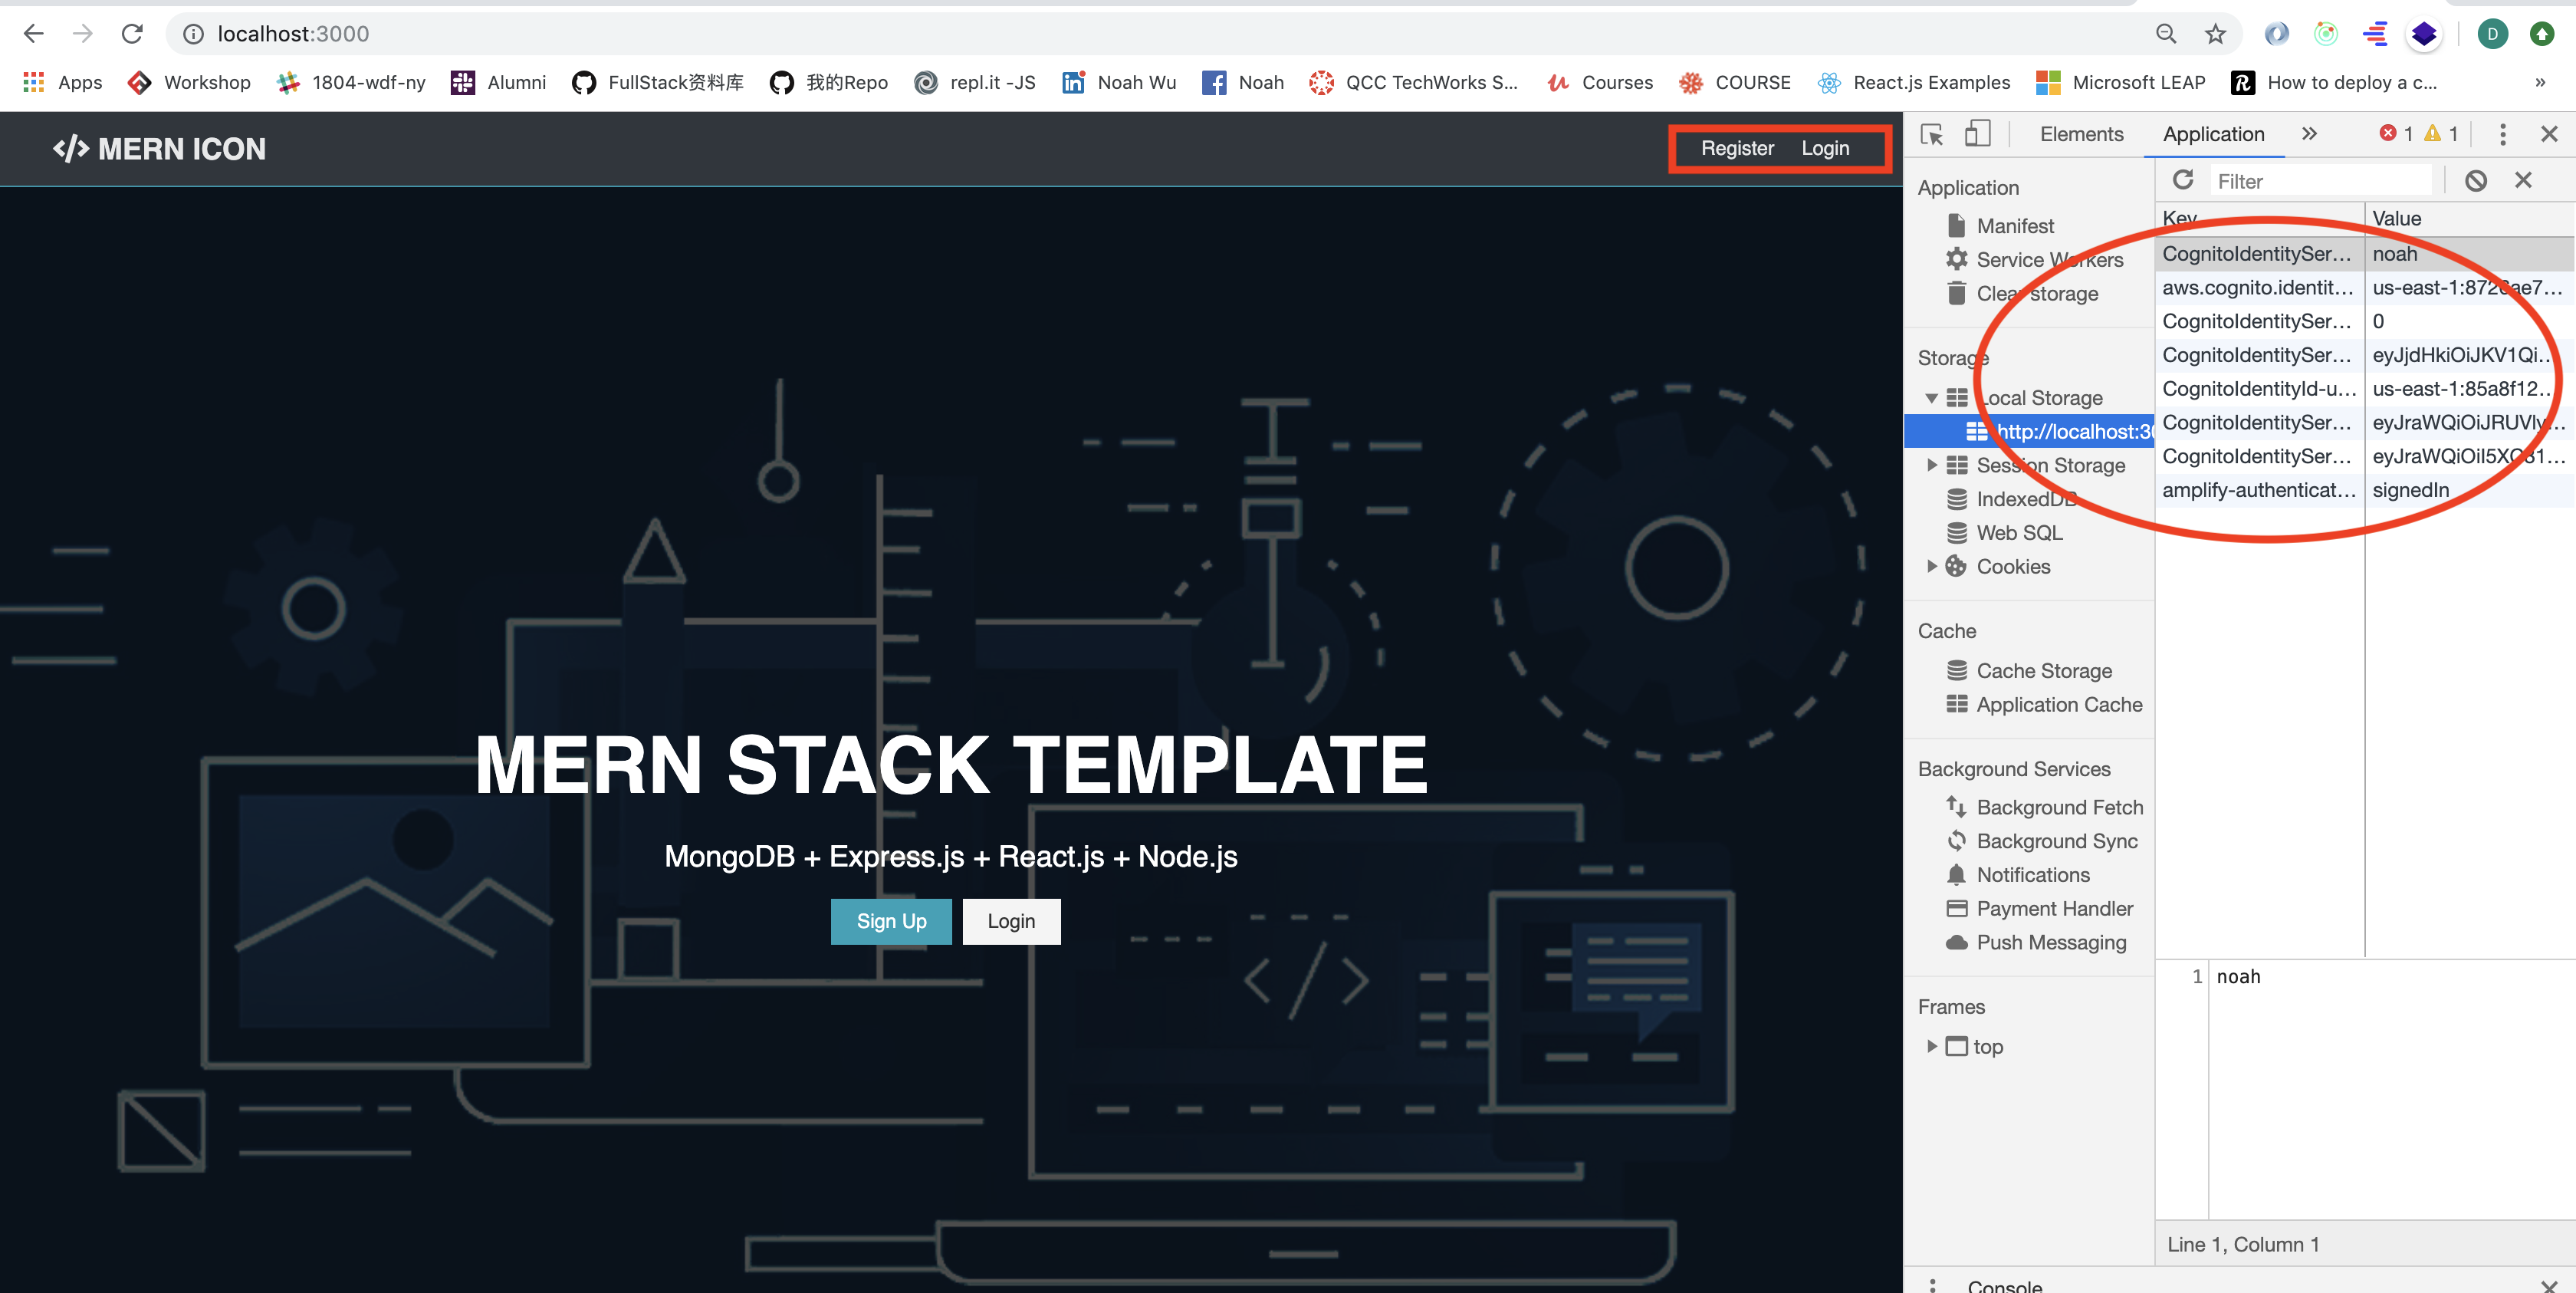 localhost:3000
D
Apps Workshop 1804-wdf-ny Alumni FullStack资料库 我的Repo repl.it -JS Noah Wu Noah QCC TechWorks S... Courses COURSE React.js Examples Microsoft LEAP How to deploy a c... »
</> MERN ICON
Register Login
MERN STACK TEMPLATE
MongoDB + Express.js + React.js + Node.js
Sign Up Login
Elements Application » 1 1
Application
Manifest
Service Workers
Clear storage
Storage
Local Storage
http://localhost:30
Session Storage
IndexedDB
Web SQL
Cookies
Cache
Cache Storage
Application Cache
Background Services
Background Fetch
Background Sync
Notifications
Payment Handler
Push Messaging
Frames
top
Filter
Key Value
CognitoIdentitySer... noah
aws.cognito.identit... us-east-1:8726ae7...
CognitoIdentitySer... 0
CognitoIdentitySer... eyJjdHkiOiJKV1Qi...
CognitoIdentityId-u... us-east-1:85a8f12...
CognitoIdentitySer... eyJraWQiOiJRUVly...
CognitoIdentitySer... eyJraWQiOiI5XC81...
amplify-authenticat... signedIn
1 noah
Line 1, Column 1
Console